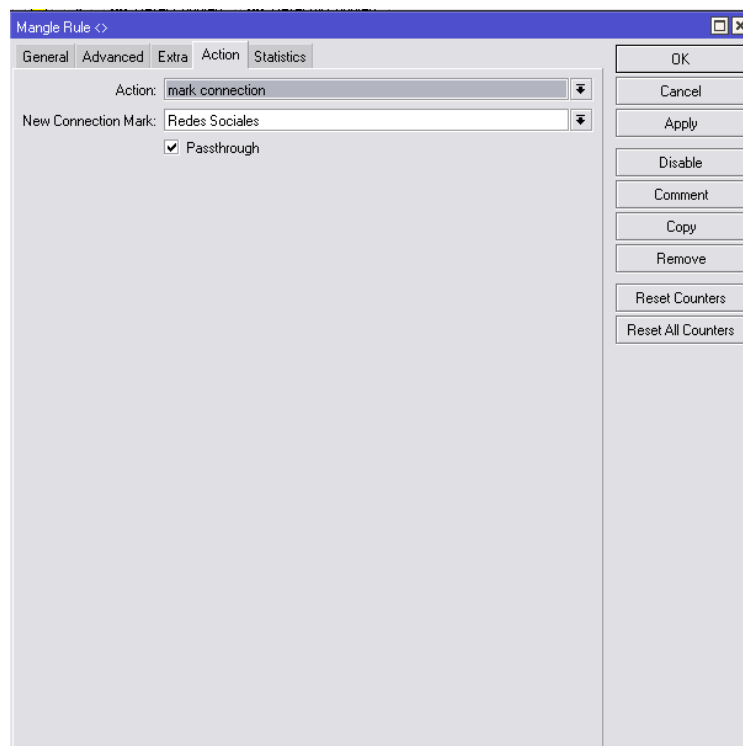 Mangle Rule <>
General Advanced Extra Action Statistics
Action: mark connection
New Connection Mark: Redes Sociales
Passthrough
OK
Cancel
Apply
Disable
Comment
Copy
Remove
Reset Counters
Reset All Counters